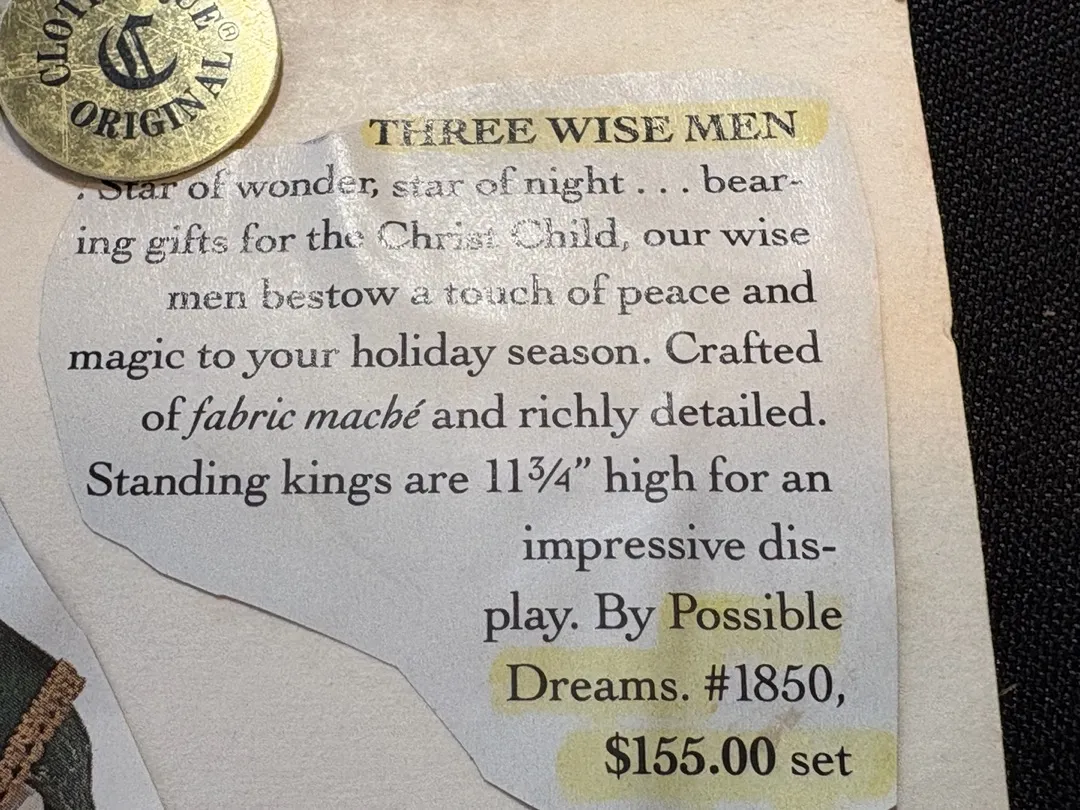 ORIGINAL
C
THREE WISE MEN
. Star of wonder, star of night . . . bear-
ing gifts for the Christ Child, our wise
men bestow a touch of peace and
magic to your holiday season. Crafted
of fabric maché and richly detailed.
Standing kings are 11¾” high for an
impressive dis-
play. By Possible
Dreams. #1850,
$155.00 set